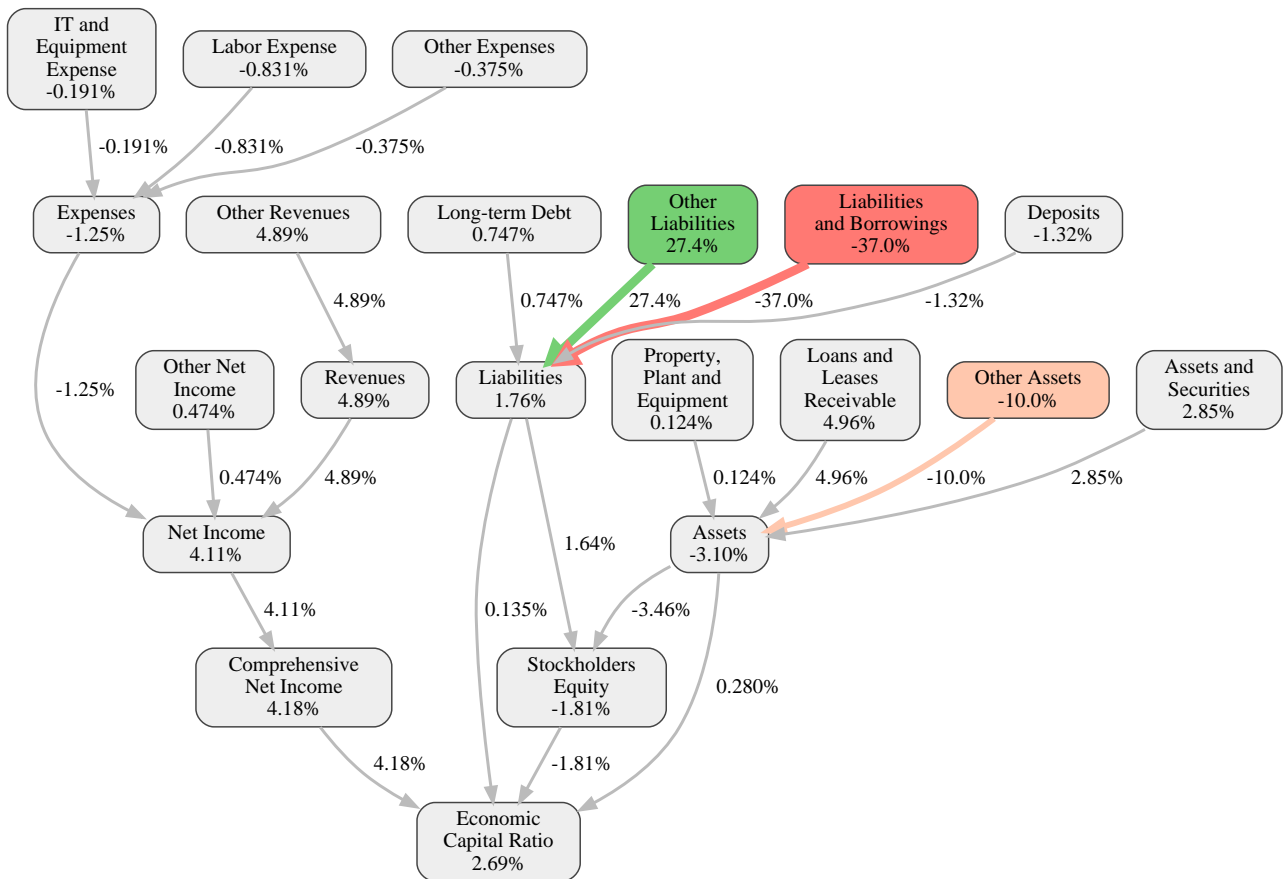 IT and
Equipment
Expense
-0.191%
Labor Expense
-0.831%
Other Expenses
-0.375%
-0.191%
-0.831%
-0.375%
Expenses
-1.25%
Other Revenues
4.89%
Long-term Debt
0.747%
Other
Liabilities
27.4%
Liabilities
and Borrowings
-37.0%
Deposits
-1.32%
4.89%
0.747%
27.4%
-37.0%
-1.32%
-1.25%
Other Net
Income
0.474%
Revenues
4.89%
Liabilities
1.76%
Property,
Plant and
Equipment
0.124%
Loans and
Leases
Receivable
4.96%
Other Assets
-10.0%
Assets and
Securities
2.85%
0.474%
4.89%
0.124%
4.96%
-10.0%
2.85%
Net Income
4.11%
1.64%
Assets
-3.10%
4.11%
0.135%
-3.46%
Comprehensive
Net Income
4.18%
Stockholders
Equity
-1.81%
0.280%
4.18%
-1.81%
Economic
Capital Ratio
2.69%